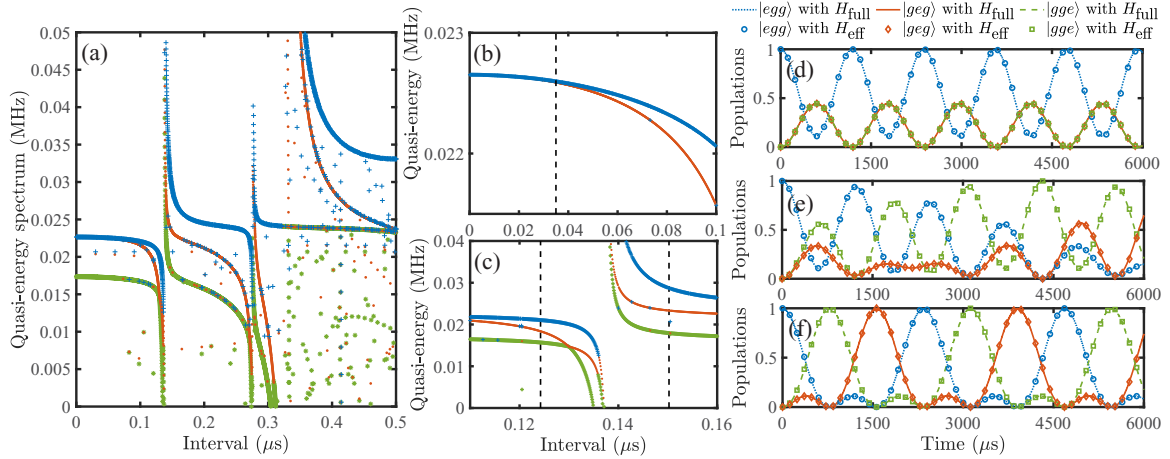 |egg⟩ with H_full |geg⟩ with H_full |gge⟩ with H_full
|egg⟩ with H_eff |geg⟩ with H_eff |gge⟩ with H_eff
(a)
Quasi-energy spectrum (MHz)
0.05
0.045
0.04
0.035
0.03
0.025
0.02
0.015
0.01
0.005
0
0 0.1 0.2 0.3 0.4 0.5
Interval (μs)
(b)
Quasi-energy (MHz)
0.023
0.022
0 0.02 0.04 0.06 0.08 0.1
(c)
Quasi-energy (MHz)
0.04
0.03
0.02
0.01
0
0.12 0.14 0.16
Interval (μs)
(d)
Populations
1
0.5
0
0 1500 3000 4500 6000
(e)
Populations
1
0.5
0
0 1500 3000 4500 6000
(f)
Populations
1
0.5
0
0 1500 3000 4500 6000
Time (μs)